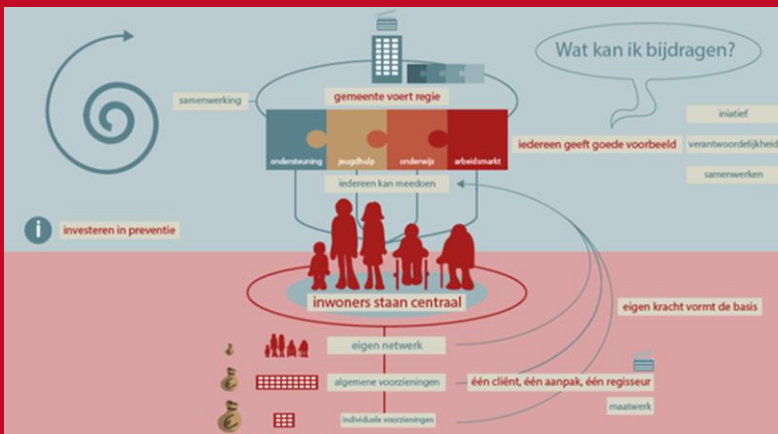 Wat kan ik bijdragen?
samenwerking
gemeente voert regie
iniatief
ondersteuning
jeugdhulp
onderwijs
arbeidsmarkt
iedereen geeft goede voorbeeld
verantwoordelijkheid
iedereen kan meedoen
samenwerken
i
investeren in preventie
inwoners staan centraal
eigen kracht vormt de basis
eigen netwerk
€
algemene voorzieningen
één cliënt, één aanpak, één regisseur
maatwerk
€
individuele voorzieningen